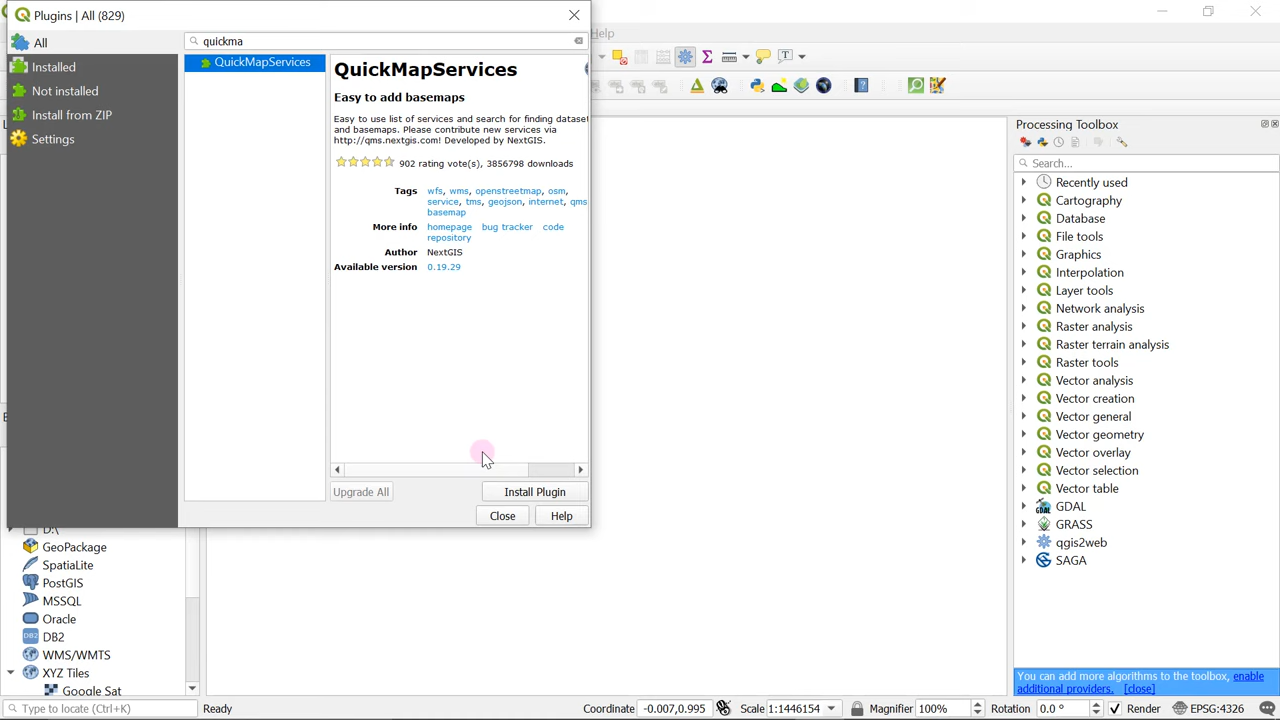 Plugins | All (829)
All
Installed
Not installed
Install from ZIP
Settings
quickma
QuickMapServices
QuickMapServices
Easy to add basemaps
Easy to use list of services and search for finding dataset
and basemaps. Please contribute new services via
http://qms.nextgis.com! Developed by NextGIS.
902 rating vote(s), 3856798 downloads
Tags wfs, wms, openstreetmap, osm,
service, tms, geojson, internet, qms
basemap
More info homepage bug tracker code
repository
Author NextGIS
Available version 0.19.29
Upgrade All
Install Plugin
Close
Help
Help
Processing Toolbox
Search...
Recently used
Cartography
Database
File tools
Graphics
Interpolation
Layer tools
Network analysis
Raster analysis
Raster terrain analysis
Raster tools
Vector analysis
Vector creation
Vector general
Vector geometry
Vector overlay
Vector selection
Vector table
GDAL
GRASS
qgis2web
SAGA
You can add more algorithms to the toolbox, enable
additional providers. [close]
D:\
GeoPackage
SpatiaLite
PostGIS
MSSQL
Oracle
DB2
DB2
WMS/WMTS
XYZ Tiles
Google Sat
Type to locate (Ctrl+K)
Ready
Coordinate -0.007,0.995
Scale 1:1446154
Magnifier 100%
Rotation 0.0 °
Render
EPSG:4326